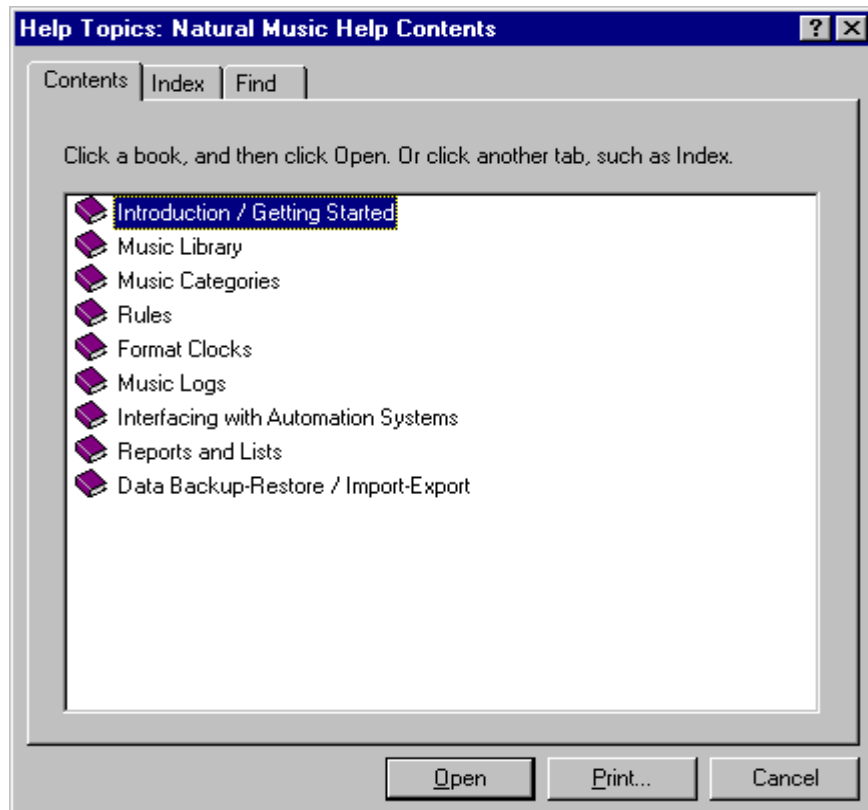 Help Topics: Natural Music Help Contents
Contents Index Find
Click a book, and then click Open. Or click another tab, such as Index.
Introduction / Getting Started
Music Library
Music Categories
Rules
Format Clocks
Music Logs
Interfacing with Automation Systems
Reports and Lists
Data Backup-Restore / Import-Export
Open Print... Cancel